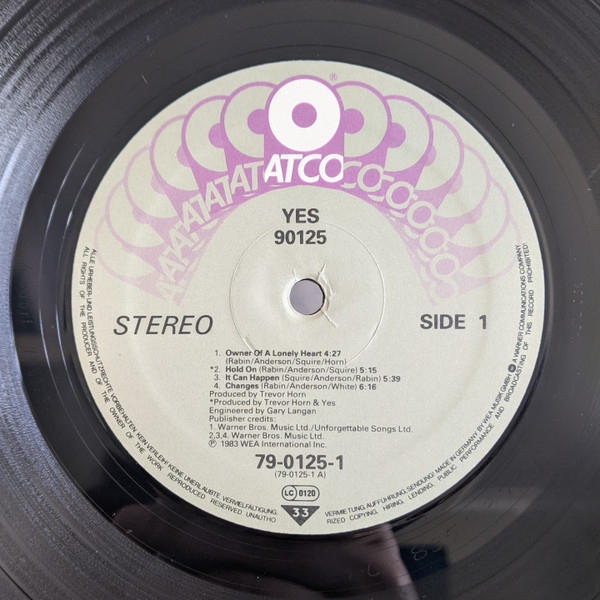 ®
ATCO
YES
90125
STEREO
SIDE 1
1. Owner Of A Lonely Heart 4:27
(Rabin/Anderson/Squire/Horn)
*2. Hold On (Rabin/Anderson/Squire) 5:15
3. It Can Happen (Squire/Anderson/Rabin) 5:39
4. Changes (Rabin/Anderson/White) 6:16
Produced by Trevor Horn
*Produced by Trevor Horn & Yes
Engineered by Gary Langan
Publisher credits:
1. Warner Bros. Music Ltd./Unforgettable Songs Ltd.
2,3,4. Warner Bros. Music Ltd.
℗ 1983 WEA International Inc.
79-0125-1
(79-0125-1 A)
LC 0120
33
ALLE URHEBER- UND LEISTUNGSSCHUTZRECHTE VORBEHALTEN. KEIN VERLEIH! KEINE UNERLAUBTE VERVIELFÄLTIGUNG, VERMIETUNG, AUFFÜHRUNG, SENDUNG! MADE IN GERMANY BY WEA MUSIK GMBH A WARNER COMMUNICATIONS COMPANY.
ALL RIGHTS OF THE PRODUCER AND OF THE OWNER OF THE WORK REPRODUCED RESERVED. UNAUTHORIZED COPYING, HIRING, LENDING, PUBLIC PERFORMANCE AND BROADCASTING OF THIS RECORD PROHIBITED!